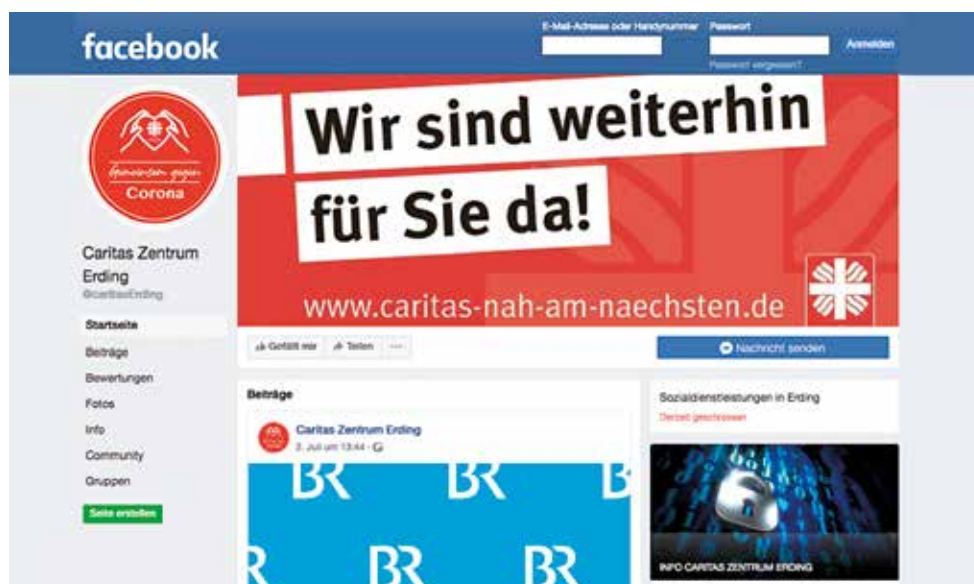 facebook
E-Mail-Adresse oder Handynummer
Passwort
Anmelden
Passwort vergessen?
Gemeinsam gegen
Corona
Wir sind weiterhin
für Sie da!
www.caritas-nah-am-naechsten.de
Caritas Zentrum
Erding
@caritasErding
Startseite
Beiträge
Bewertungen
Fotos
Info
Community
Gruppen
Seite erstellen
Gefällt mir
Teilen
Nachricht senden
Beiträge
Caritas Zentrum Erding
2. Juli um 13:44
BR BR B
R BR BR
Sozialdienstleistungen in Erding
Derzeit geschlossen
INFO CARITAS ZENTRUM ERDING